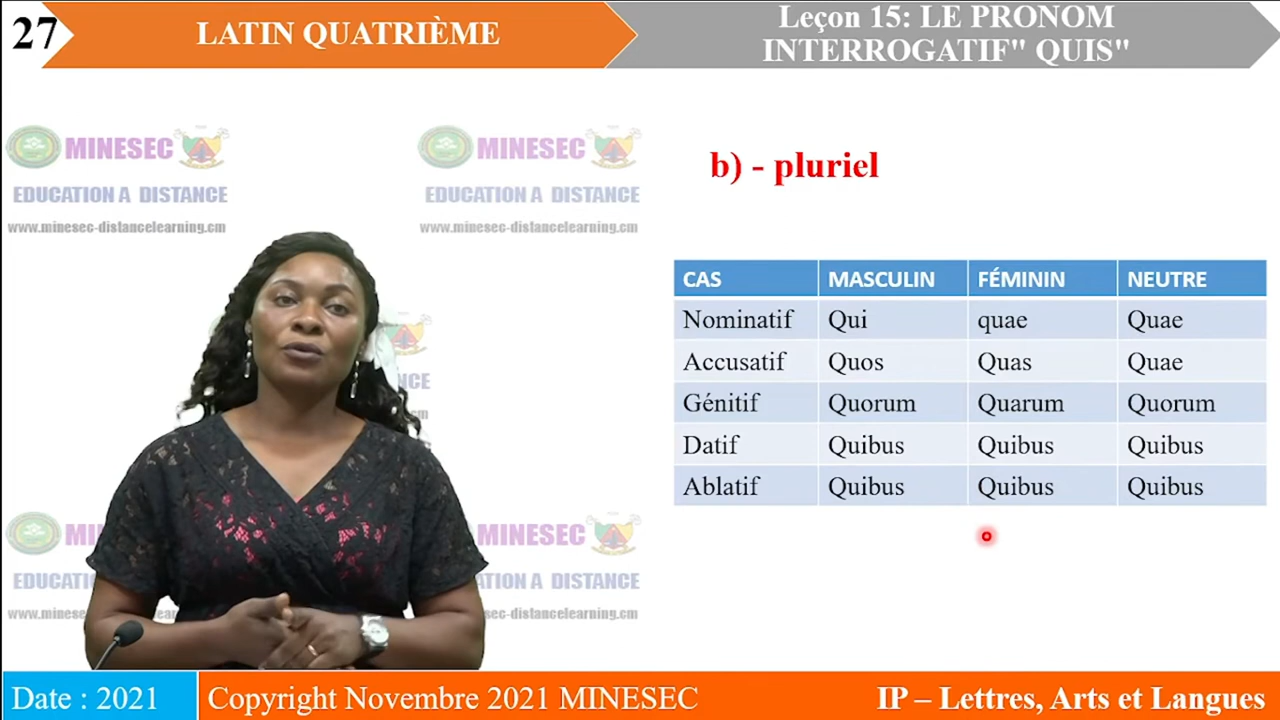 27
LATIN QUATRIÈME
Leçon 15: LE PRONOM
INTERROGATIF" QUIS"
MINESEC
EDUCATION A DISTANCE
www.minesec-distancelearning.cm
MINESEC
EDUCATION A DISTANCE
www.minesec-distancelearning.cm
b) - pluriel
CAS MASCULIN FÉMININ NEUTRE
Nominatif Qui quae Quae
Accusatif Quos Quas Quae
Génitif Quorum Quarum Quorum
Datif Quibus Quibus Quibus
Ablatif Quibus Quibus Quibus
MINESEC
Date : 2021
Copyright Novembre 2021 MINESEC
IP – Lettres, Arts et Langues